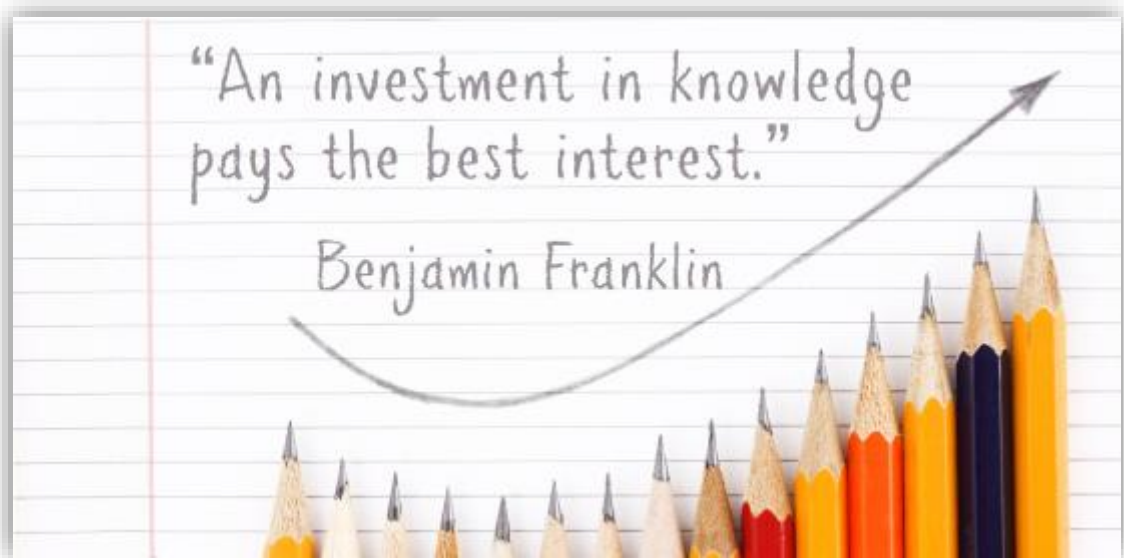 “An investment in knowledge
pays the best interest.”
Benjamin Franklin